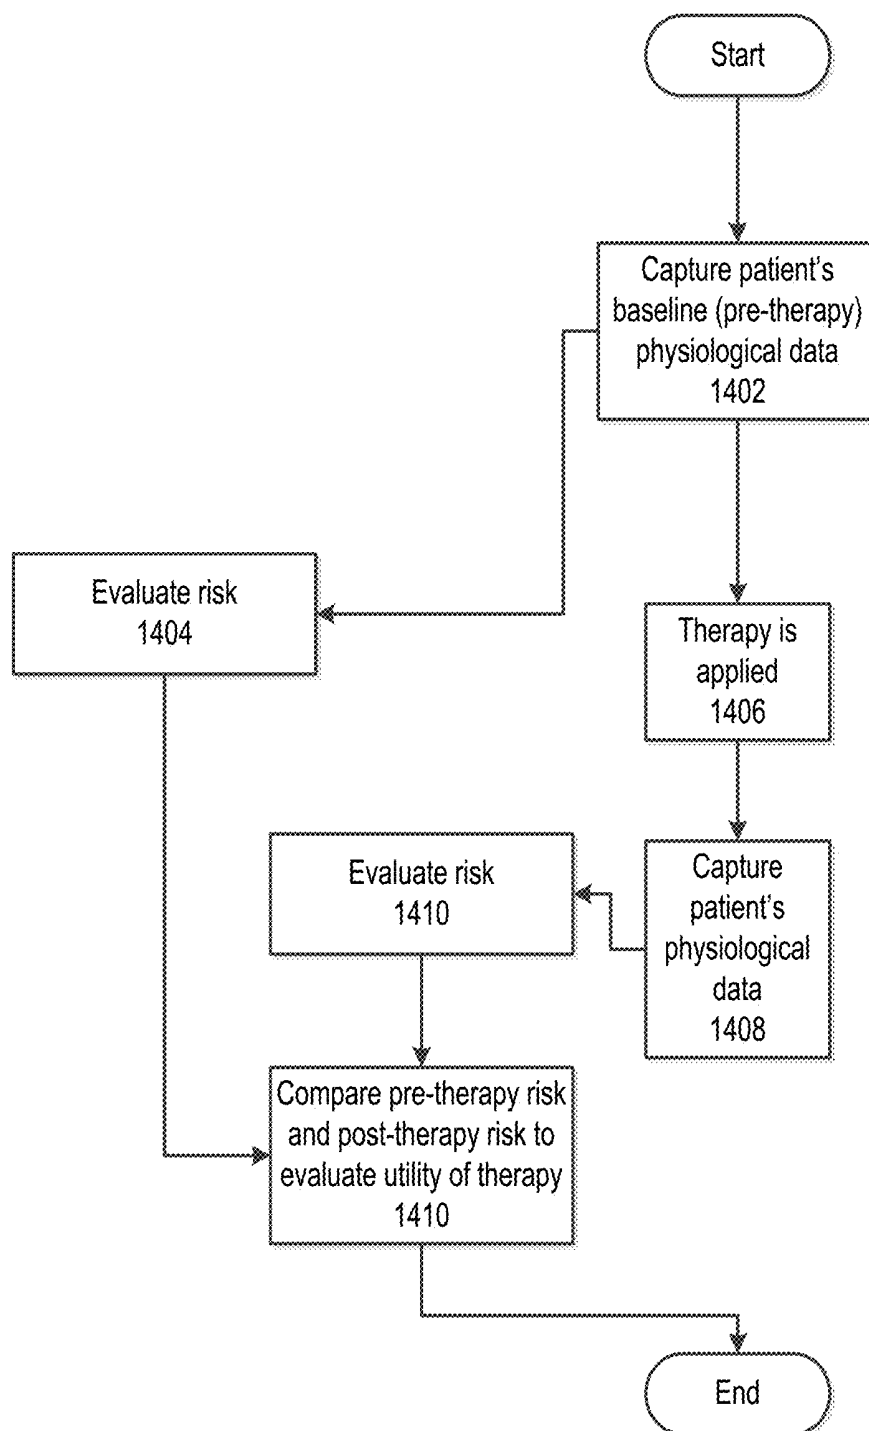 Start
Capture patient's
baseline (pre-therapy)
physiological data
1402
Evaluate risk
1404
Therapy is
applied
1406
Evaluate risk
1410
Capture
patient's
physiological
data
1408
Compare pre-therapy risk
and post-therapy risk to
evaluate utility of therapy
1410
End